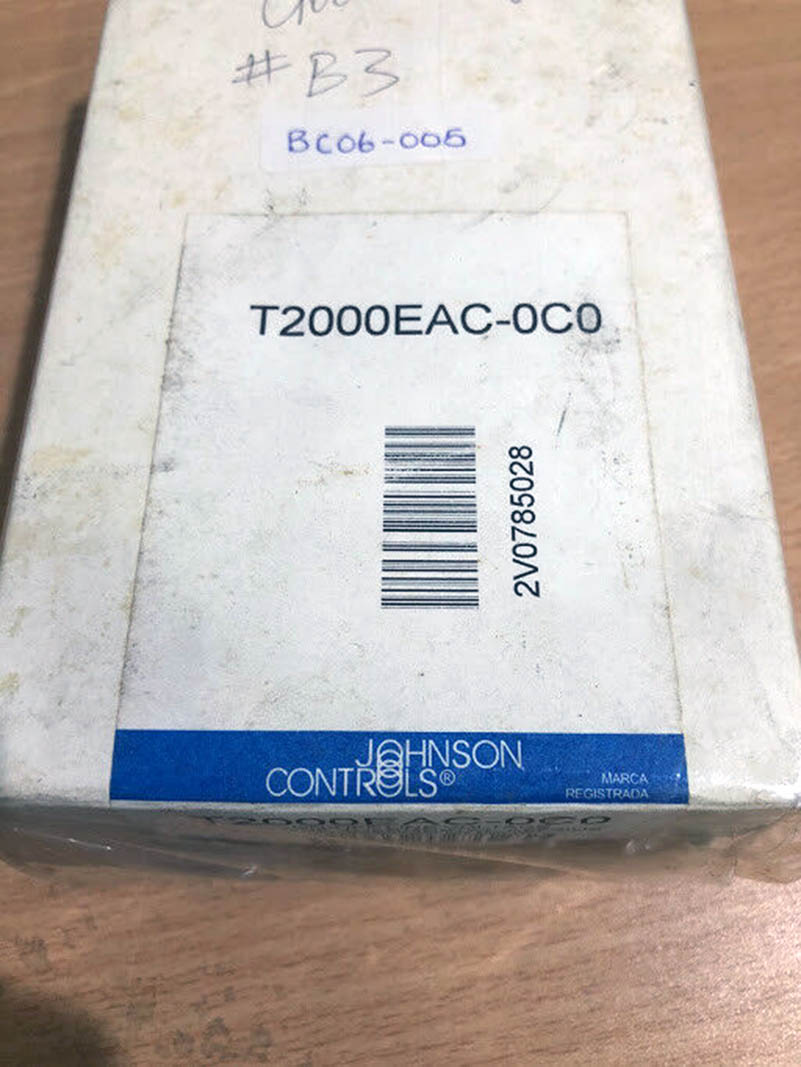 #B3
BC06-005
T2000EAC-0C0
2V0785028
JOHNSON
CONTROLS®
MARCA
REGISTRADA
T2000EAC-0C0